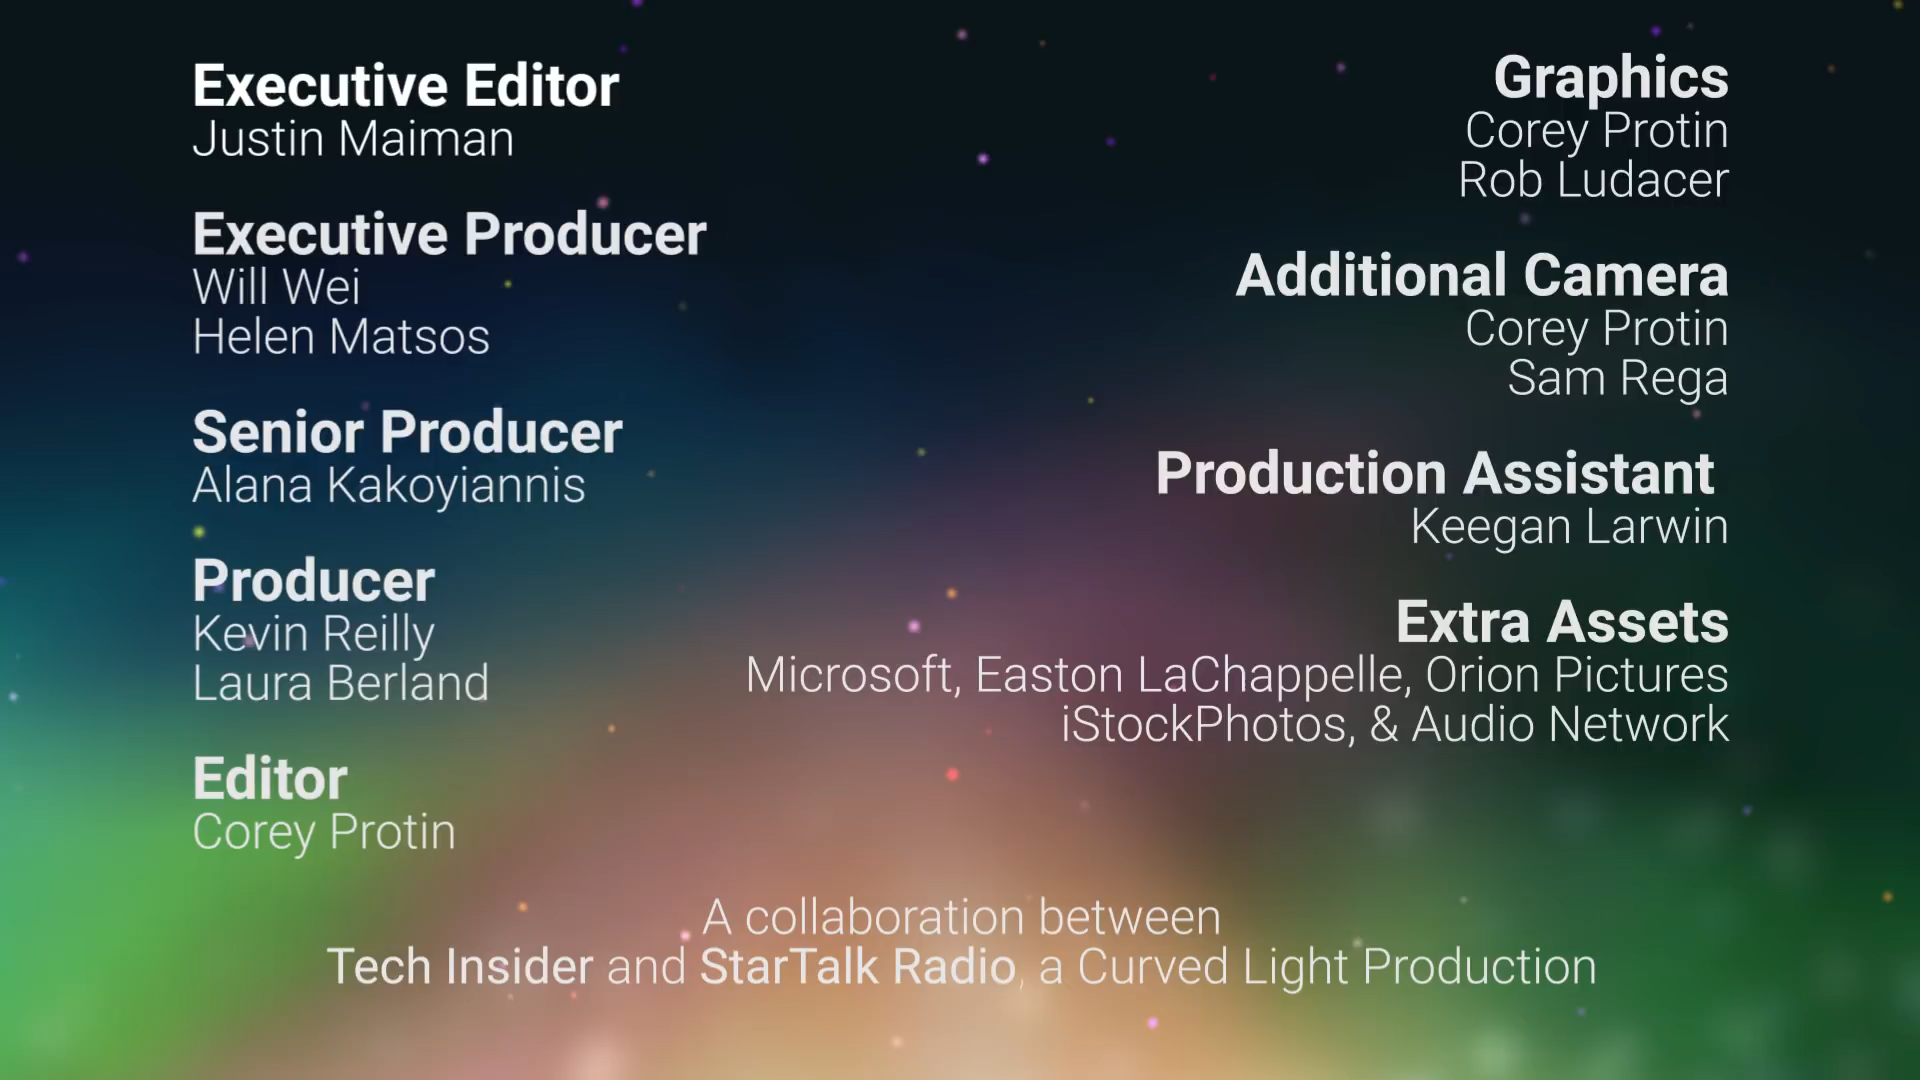 Executive Editor
Justin Maiman
Executive Producer
Will Wei
Helen Matsos
Senior Producer
Alana Kakoyiannis
Producer
Kevin Reilly
Laura Berland
Editor
Corey Protin
Graphics
Corey Protin
Rob Ludacer
Additional Camera
Corey Protin
Sam Rega
Production Assistant
Keegan Larwin
Extra Assets
Microsoft, Easton LaChappelle, Orion Pictures
iStockPhotos, & Audio Network
A collaboration between
Tech Insider and StarTalk Radio, a Curved Light Production